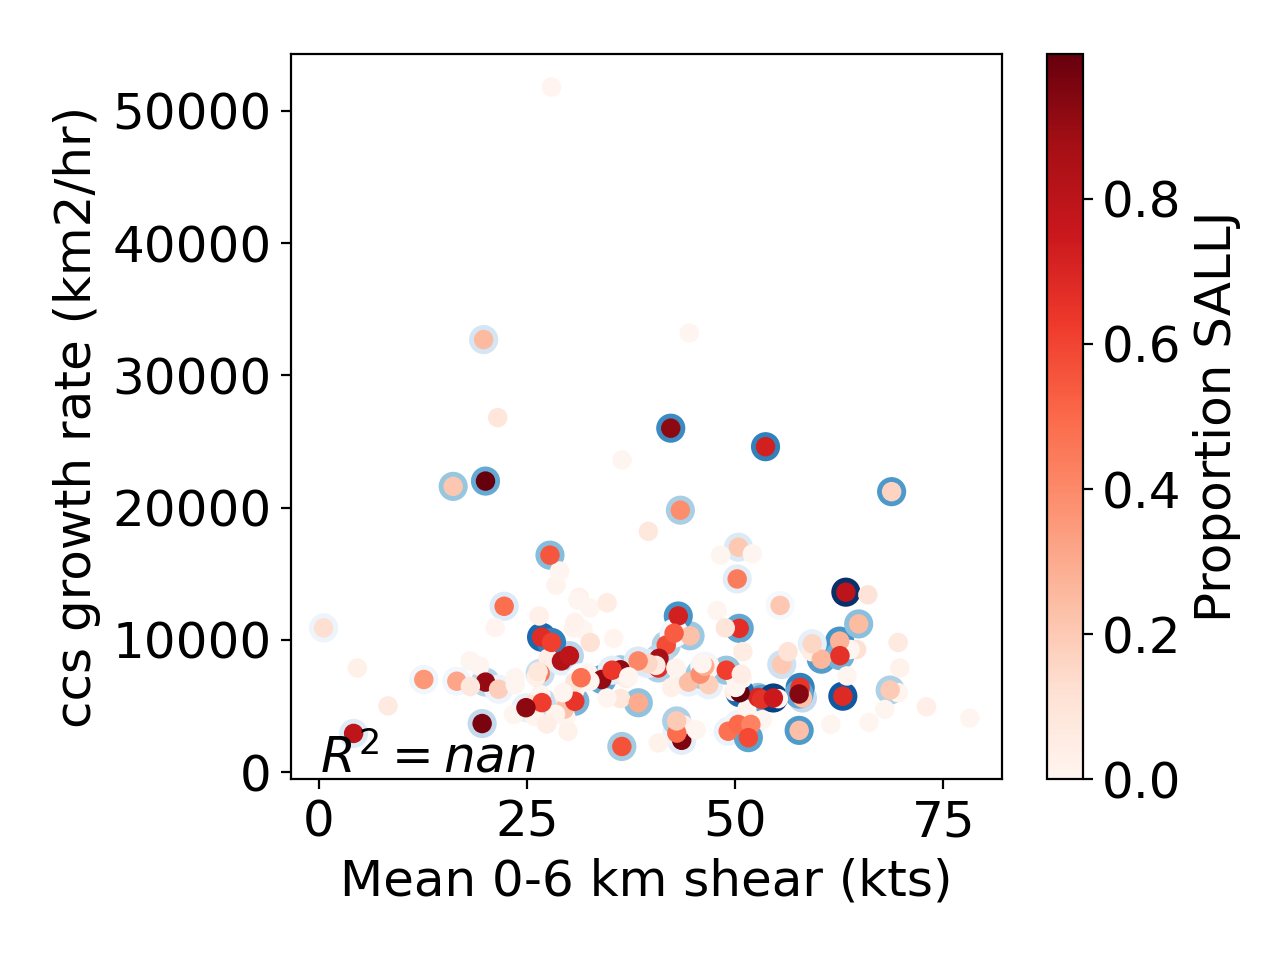 ccs growth rate (km2/hr)
50000
40000
30000
20000
10000
0
R² = nan
0 25 50 75
Mean 0-6 km shear (kts)
0.8
0.6
0.4
0.2
0.0
Proportion SALLJ